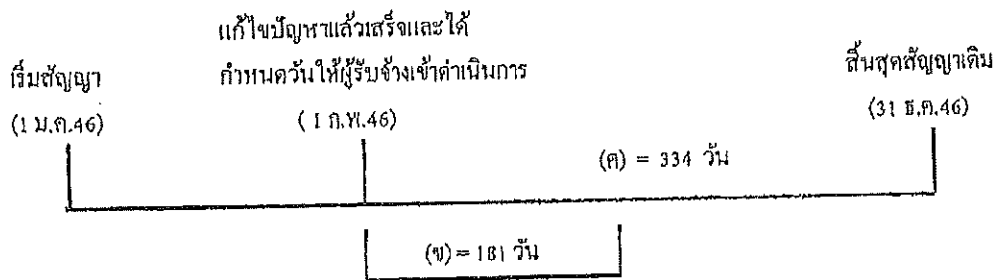 แก้ไขปัญหาแล้วเสร็จและได้
กำหนดวันให้ผู้รับจ้างเข้าดำเนินการ
เริ่มสัญญา
สิ้นสุดสัญญาเดิม
(1 ม.ค.46)
( 1 ก.พ.46)
(31 ธ.ค.46)
(ค) = 334 วัน
(ข) = 181 วัน